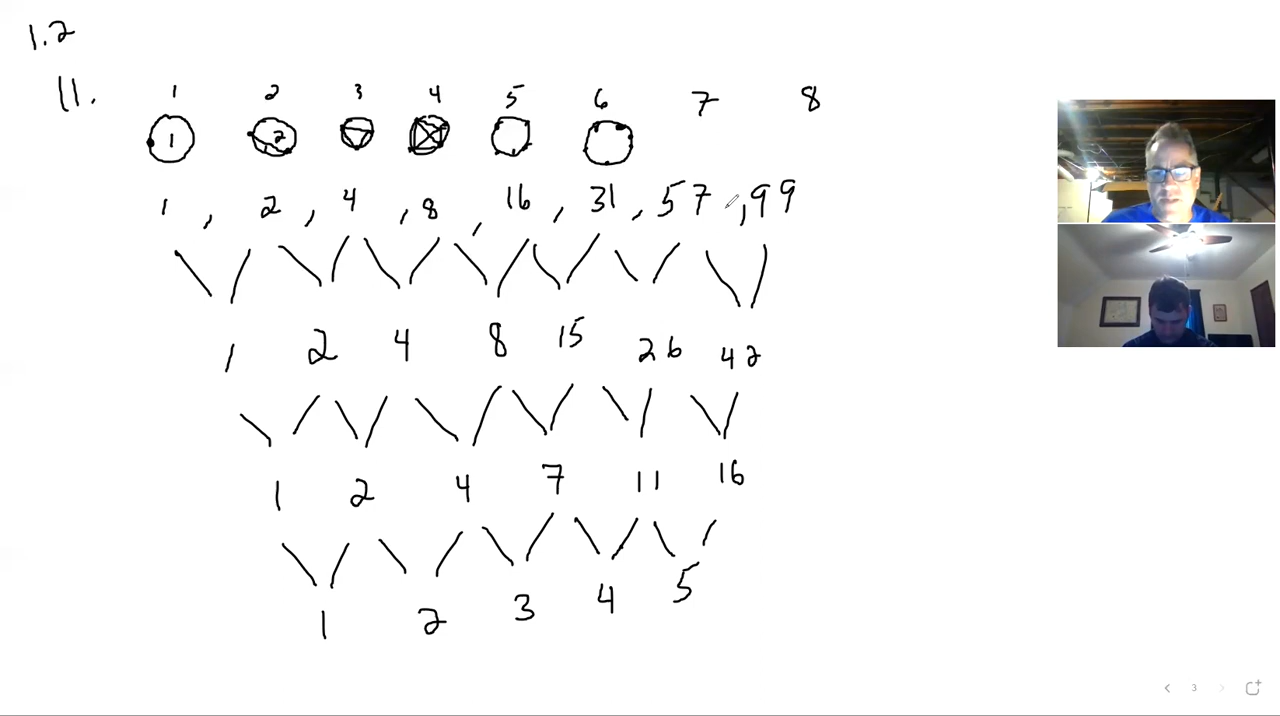 1.2
11. 1 2 3 4 5 6 7 8
1 2
1, 2, 4, 8, 16, 31, 57, 99
1 2 4 8 15 26 42
1 2 4 7 11 16
1 2 3 4 5
3